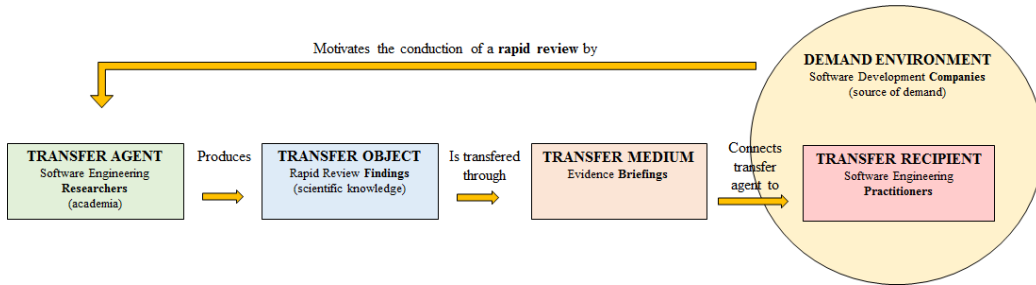 Motivates the conduction of a rapid review by
DEMAND ENVIRONMENT
Software Development Companies
(source of demand)
TRANSFER AGENT
Software Engineering
Researchers
(academia)
Produces
TRANSFER OBJECT
Rapid Review Findings
(scientific knowledge)
Is transfered
through
TRANSFER MEDIUM
Evidence Briefings
Connects
transfer
agent to
TRANSFER RECIPIENT
Software Engineering
Practitioners